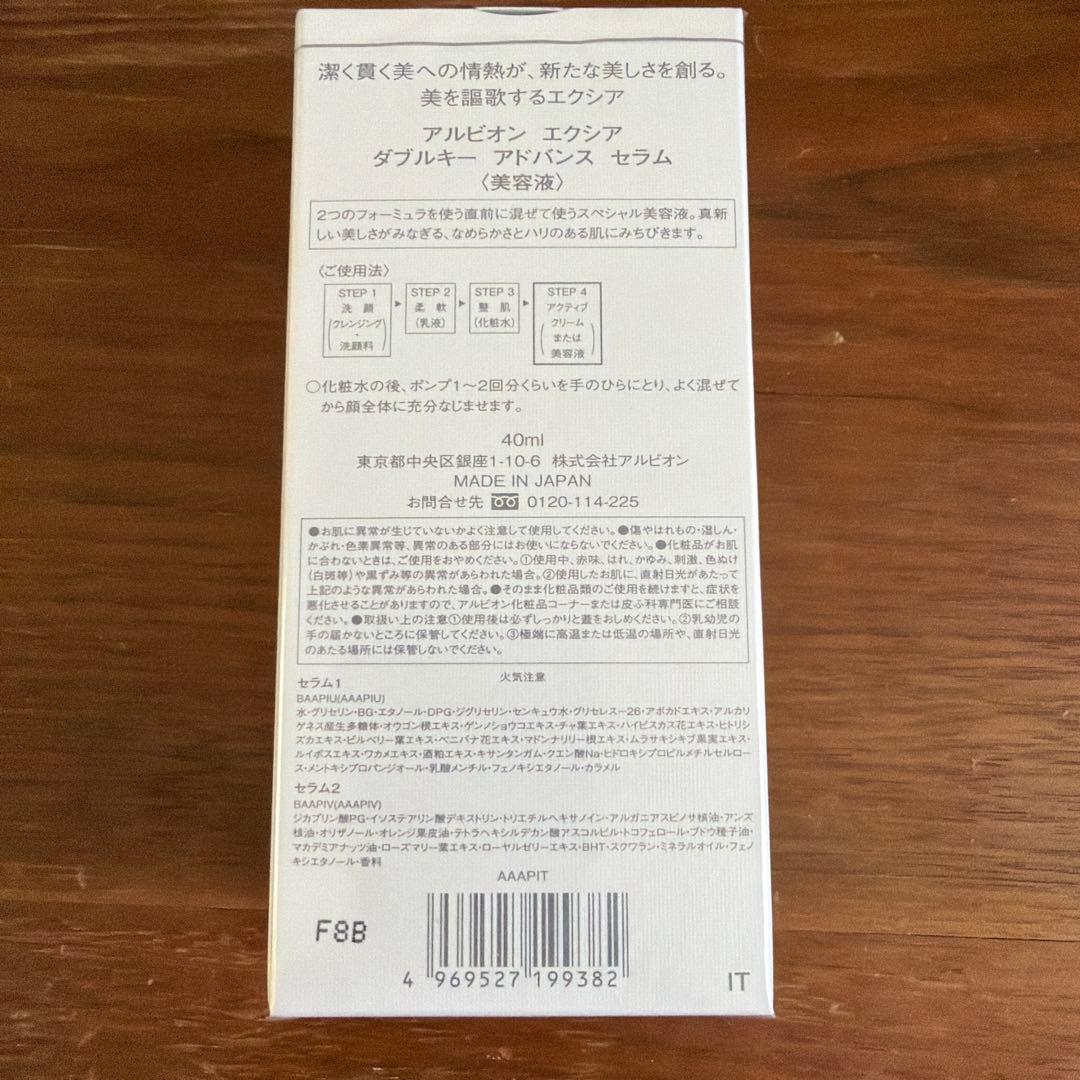 潔く貫く美への情熱が、新たな美しさを創る。
美を謳歌するエクシア
アルビオン エクシア
ダブルキー アドバンス セラム
〈美容液〉
2つのフォーミュラを使う直前に混ぜて使うスペシャル美容液。真新
しい美しさがみなぎる、なめらかさとハリのある肌にみちびきます。
〈ご使用法〉
STEP 1
洗顔
(クレンジング・洗顔料)
STEP 2
柔軟
(乳液)
STEP 3
整肌
(化粧水)
STEP 4
アクティブ
(クリームまたは美容液)
○化粧水の後、ポンプ1〜2回分くらいを手のひらにとり、よく混ぜて
から顔全体に充分なじませます。
40ml
東京都中央区銀座1-10-6 株式会社アルビオン
MADE IN JAPAN
お問合せ先 0120-114-225
●お肌に異常が生じていないかよく注意して使用してください。●傷やはれもの・湿しん・
かぶれ・色素異常等、異常のある部分にはお使いにならないでください。●化粧品がお肌
に合わないときは、ご使用をおやめください。①使用中、赤味、はれ、かゆみ、刺激、色ぬけ
(白斑等)や黒ずみ等の異常があらわれた場合。②使用したお肌に、直射日光があたって
上記のような異常があらわれた場合。●そのまま化粧品類のご使用を続けますと、症状を
悪化させることがありますので、アルビオン化粧品コーナーまたは皮ふ科専門医にご相談
ください。●取扱い上の注意①使用後は必ずしっかりと蓋をおしめください。②乳幼児の
手の届かないところに保管してください。③極端に高温または低温の場所や、直射日光
のあたる場所には保管しないでください。
火気注意
セラム1
BAAPIU(AAAPIU)
水・グリセリン・BG・エタノール・DPG・ジグリセリン・センキュウ水・グリセレス-26・アボカドエキス・アルカリ
ゲネス産生多糖体・オウゴン根エキス・ゲンノショウコエキス・チャ葉エキス・ハイビスカス花エキス・ヒトリシ
ズカエキス・ビルベリー葉エキス・ベニバナ花エキス・マドンナリリー根エキス・ムラサキシキブ果実エキス・
ルイボスエキス・ワカメエキス・酒粕エキス・キサンタンガム・クエン酸Na・ヒドロキシプロピルメチルセルロー
ス・メントキシプロパンジオール・乳酸メンチル・フェノキシエタノール・カラメル
セラム2
BAAPIV(AAAPIV)
ジカプリン酸PG・イソステアリン酸デキストリン・トリエチルヘキサノイン・アルガニアスピノサ核油・アンズ
核油・オリザノール・オレンジ果皮油・テトラヘキシルデカン酸アスコルビル・トコフェロール・ブドウ種子油・
マカデミアナッツ油・ローズマリー葉エキス・ローヤルゼリーエキス・BHT・スクワラン・ミネラルオイル・フェノ
キシエタノール・香料
AAAPIT
F8B
4 969527 199382
IT